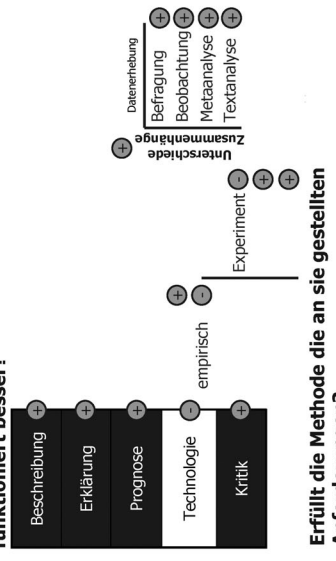 funktioniert besser?
Beschreibung +
Erklärung +
Prognose +
Technologie -
Kritik +
empirisch
+
-
Experiment -
+
+
+
Unterschiede
Zusammenhänge
Datenerhebung
Befragung +
Beobachtung +
Metaanalyse +
Textanalyse +
Erfüllt die Methode die an sie gestellten